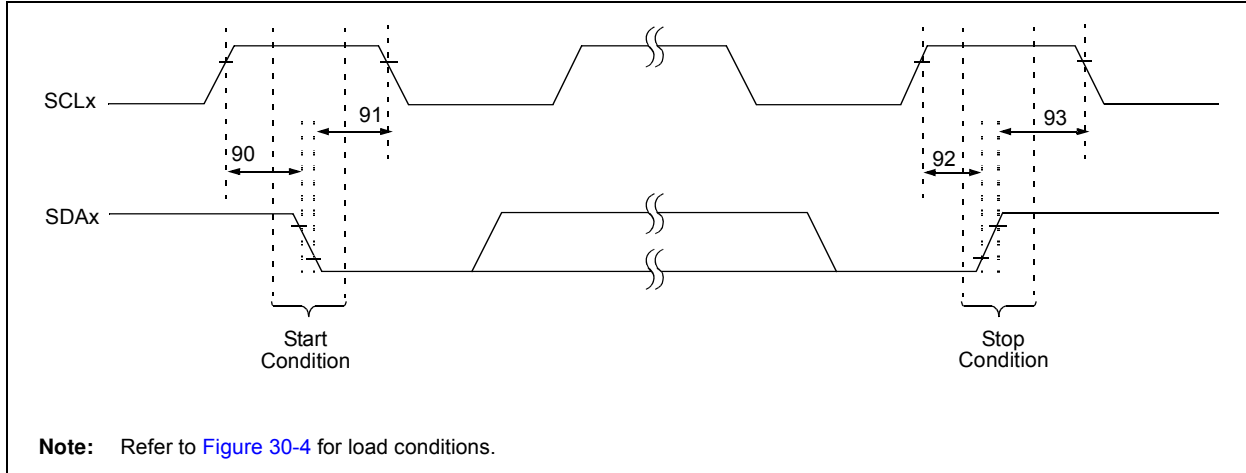 SCLx
91
93
90
92
SDAx
Start
Condition
Stop
Condition
Note: Refer to Figure 30-4 for load conditions.